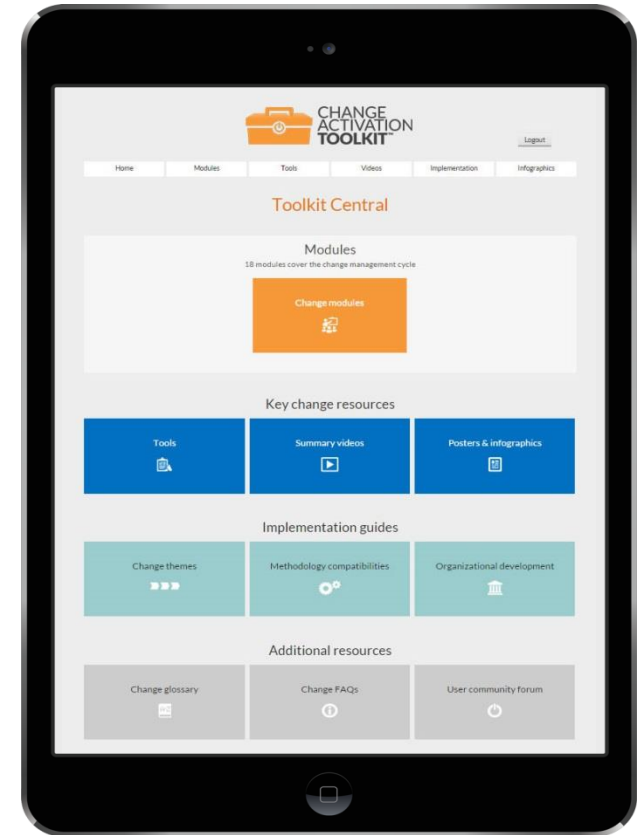 CHANGE
ACTIVATION
TOOLKIT™
Logout
Home Modules Tools Videos Implementation Infographics
Toolkit Central
Modules
18 modules cover the change management cycle
Change modules
Key change resources
Tools Summary videos Posters & infographics
Implementation guides
Change themes Methodology compatibilities Organizational development
Additional resources
Change glossary Change FAQs User community forum